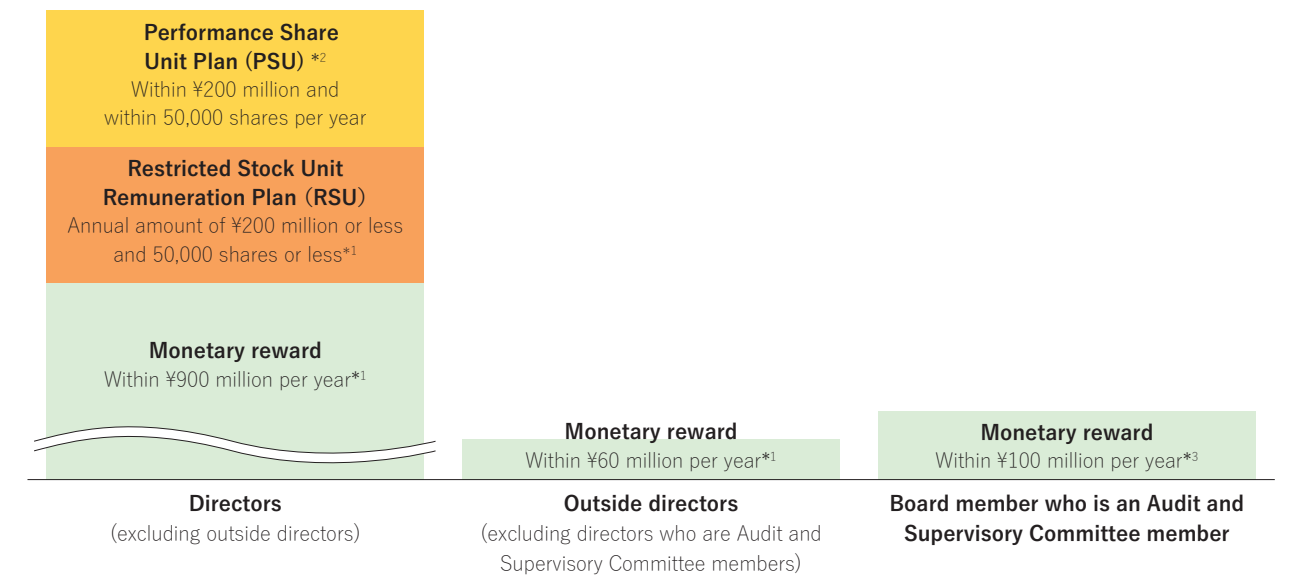 Performance Share
Unit Plan (PSU) *2
Within ¥200 million and
within 50,000 shares per year
Restricted Stock Unit
Remuneration Plan (RSU)
Annual amount of ¥200 million or less
and 50,000 shares or less*1
Monetary reward
Within ¥900 million per year*1
Monetary reward
Within ¥60 million per year*1
Monetary reward
Within ¥100 million per year*3
Directors
(excluding outside directors)
Outside directors
(excluding directors who are Audit and
Supervisory Committee members)
Board member who is an Audit and
Supervisory Committee member